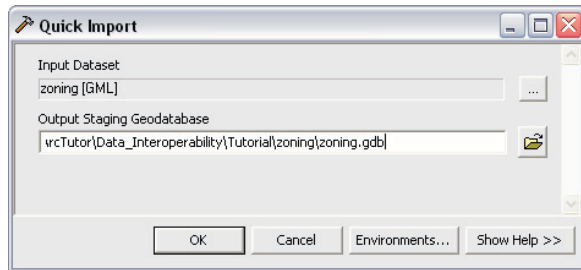 Quick Import
Input Dataset
zoning [GML]
...
Output Staging Geodatabase
\Data_Interoperability\Tutorial\zoning\zoning.gdb
OK
Cancel
Environments...
Show Help >>